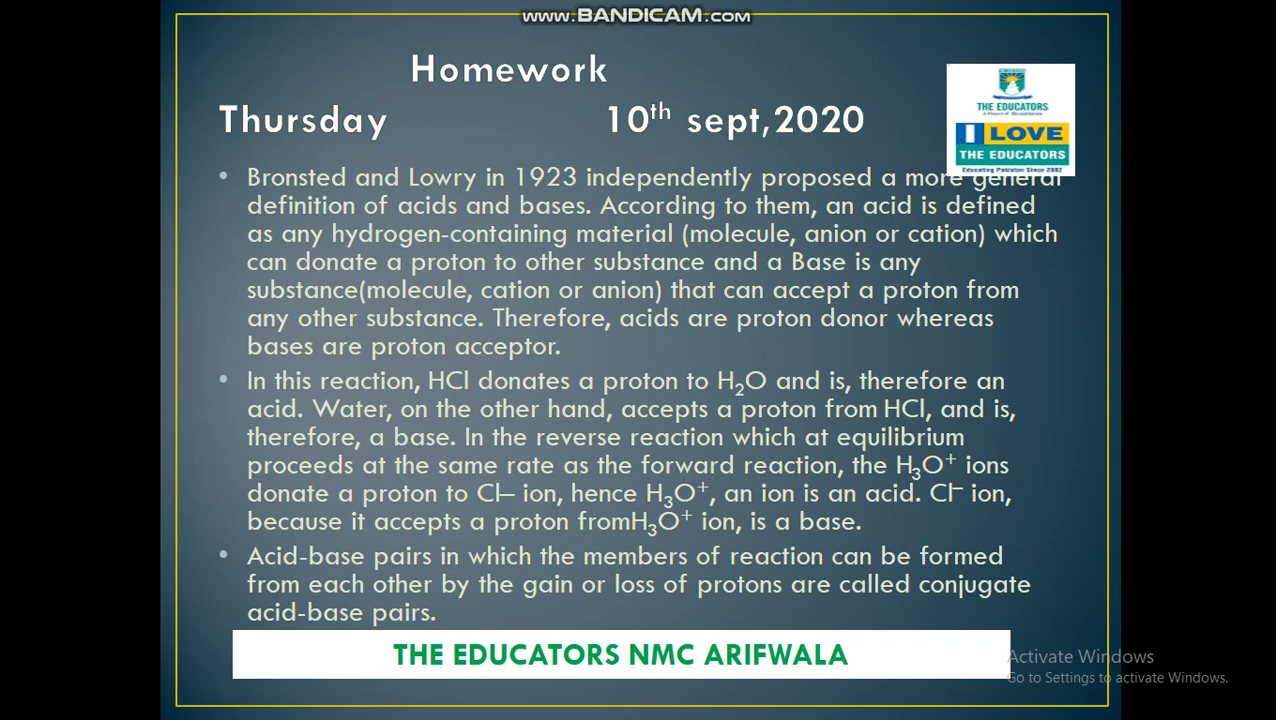 www.BANDICAM.com
Homework
Thursday 10th sept,2020
THE EDUCATORS
I LOVE
THE EDUCATORS
Educating Pakistan Since 2002
• Bronsted and Lowry in 1923 independently proposed a more general
definition of acids and bases. According to them, an acid is defined
as any hydrogen-containing material (molecule, anion or cation) which
can donate a proton to other substance and a Base is any
substance(molecule, cation or anion) that can accept a proton from
any other substance. Therefore, acids are proton donor whereas
bases are proton acceptor.
• In this reaction, HCl donates a proton to H₂O and is, therefore an
acid. Water, on the other hand, accepts a proton from HCl, and is,
therefore, a base. In the reverse reaction which at equilibrium
proceeds at the same rate as the forward reaction, the H₃O⁺ ions
donate a proton to Cl– ion, hence H₃O⁺, an ion is an acid. Cl⁻ ion,
because it accepts a proton fromH₃O⁺ ion, is a base.
• Acid-base pairs in which the members of reaction can be formed
from each other by the gain or loss of protons are called conjugate
acid-base pairs.
THE EDUCATORS NMC ARIFWALA
Activate Windows
Go to Settings to activate Windows.